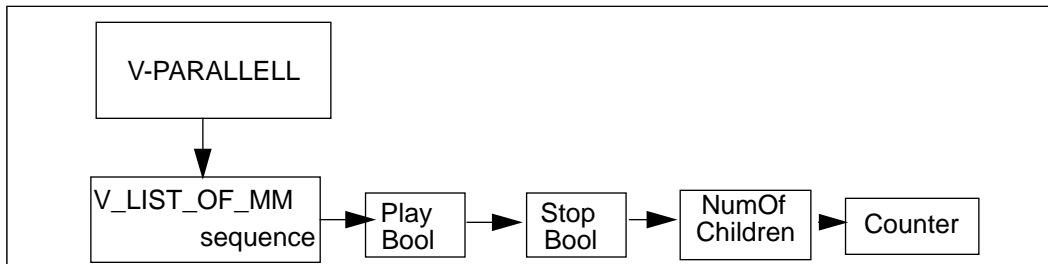 V-PARALLELL
V_LIST_OF_MM
sequence
Play
Bool
Stop
Bool
NumOf
Children
Counter